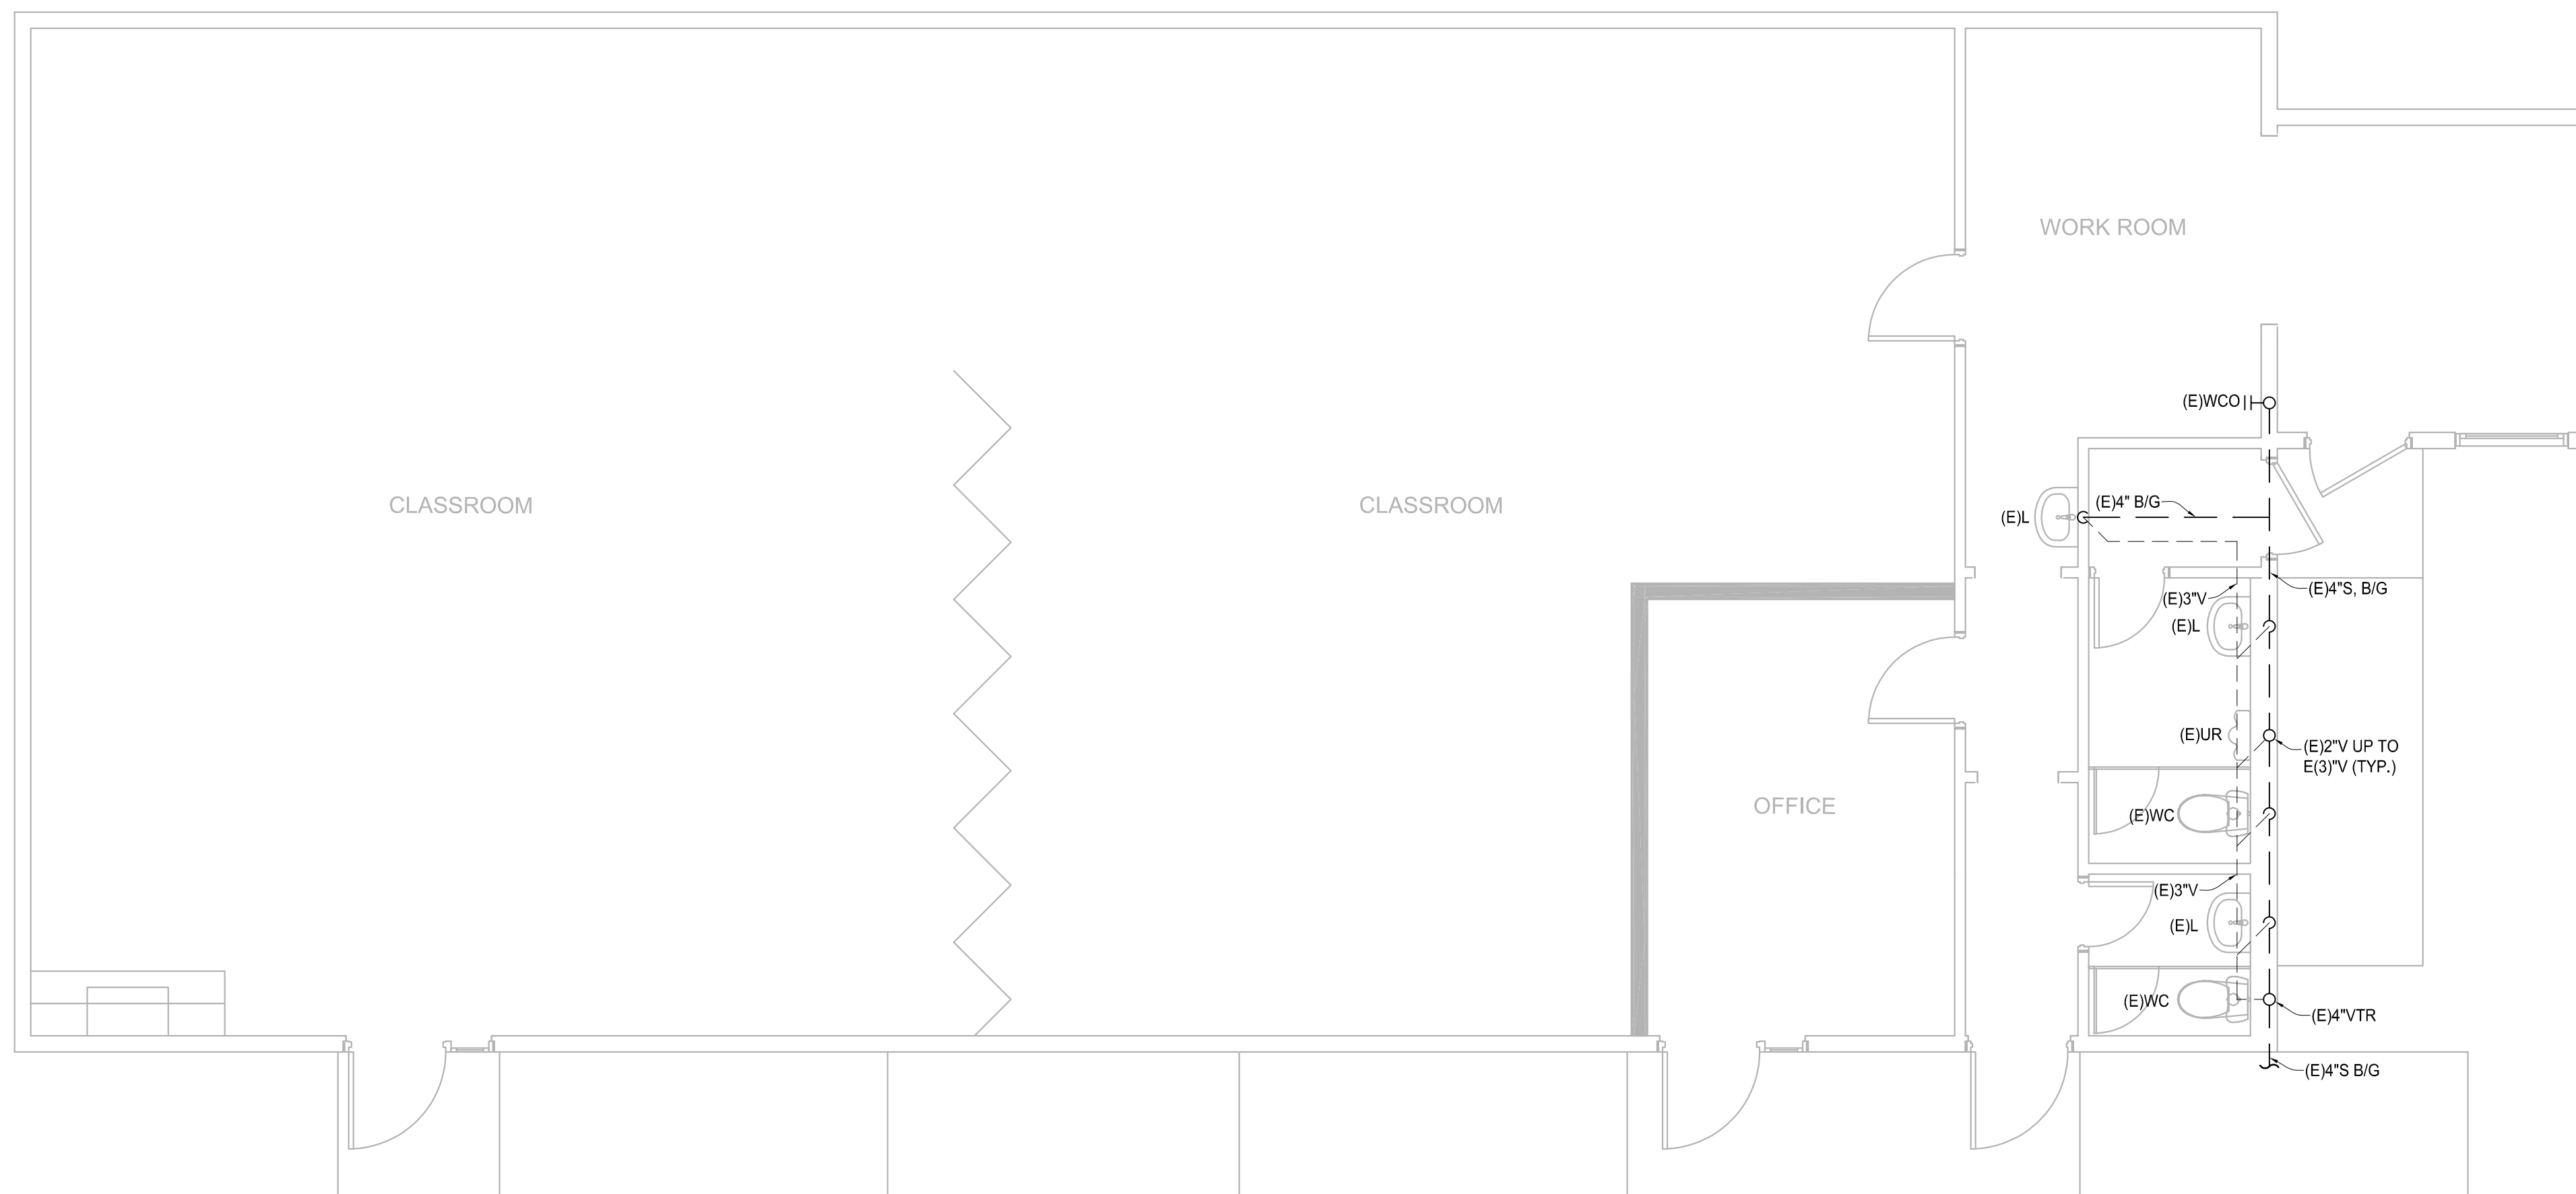 WORK ROOM
(E)WCO
CLASSROOM
CLASSROOM
(E)4" B/G
(E)L
(E)4"S, B/G
(E)3"V
(E)L
(E)UR
(E)2"V UP TO
E(3)"V (TYP.)
OFFICE
(E)WC
(E)3"V
(E)L
(E)WC
(E)4"VTR
(E)4"S B/G